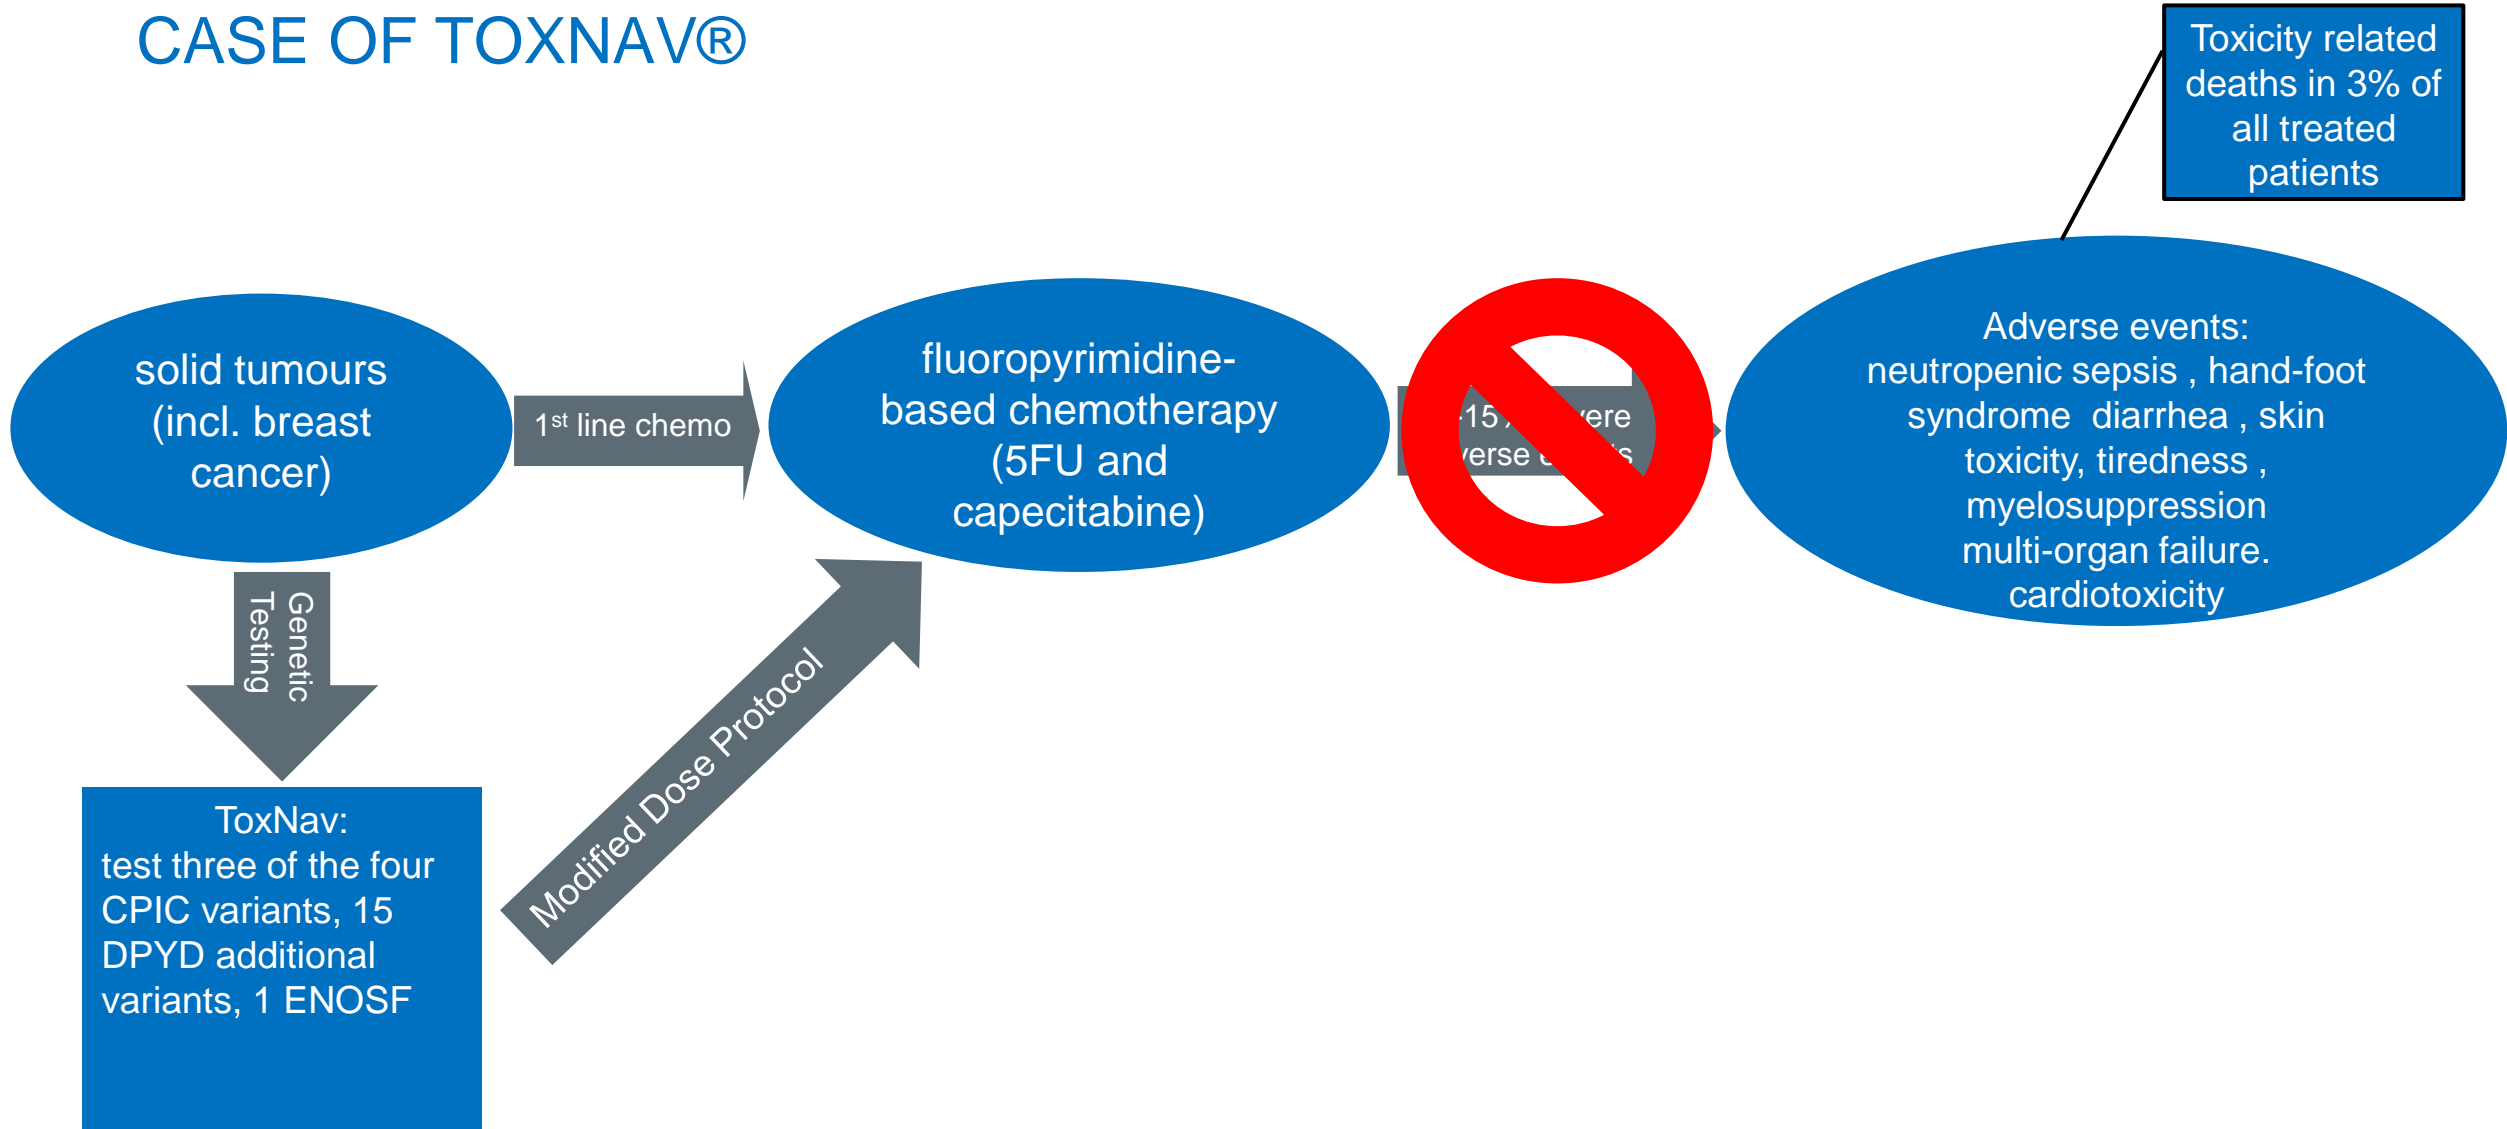 CASE OF TOXNAV®
Toxicity related
deaths in 3% of
all treated
patients
solid tumours
(incl. breast
cancer)
1st line chemo
fluoropyrimidine-
based chemotherapy
(5FU and
capecitabine)
15
Adverse events:
neutropenic sepsis , hand-foot
syndrome diarrhea , skin
toxicity, tiredness ,
myelosuppression
multi-organ failure.
cardiotoxicity
Genetic
Testing
Modified Dose Protocol
ToxNav:
test three of the four
CPIC variants, 15
DPYD additional
variants, 1 ENOSF